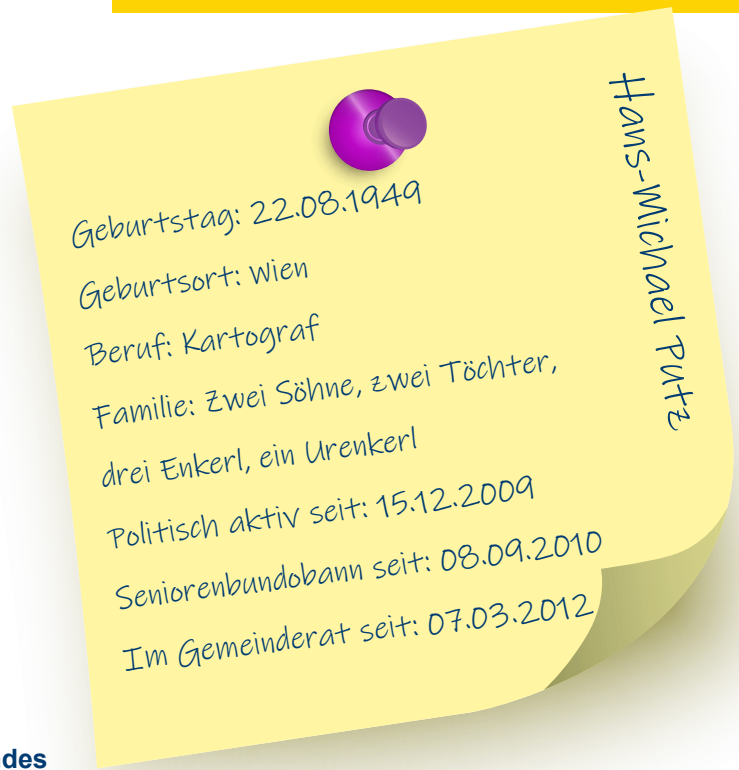 Hans-Michael Putz
Geburtstag: 22.08.1949
Geburtsort: Wien
Beruf: Kartograf
Familie: Zwei Söhne, zwei Töchter,
drei Enkerl, ein Urenkerl
Politisch aktiv seit: 15.12.2009
Seniorenbundobann seit: 08.09.2010
Im Gemeinderat seit: 07.03.2012